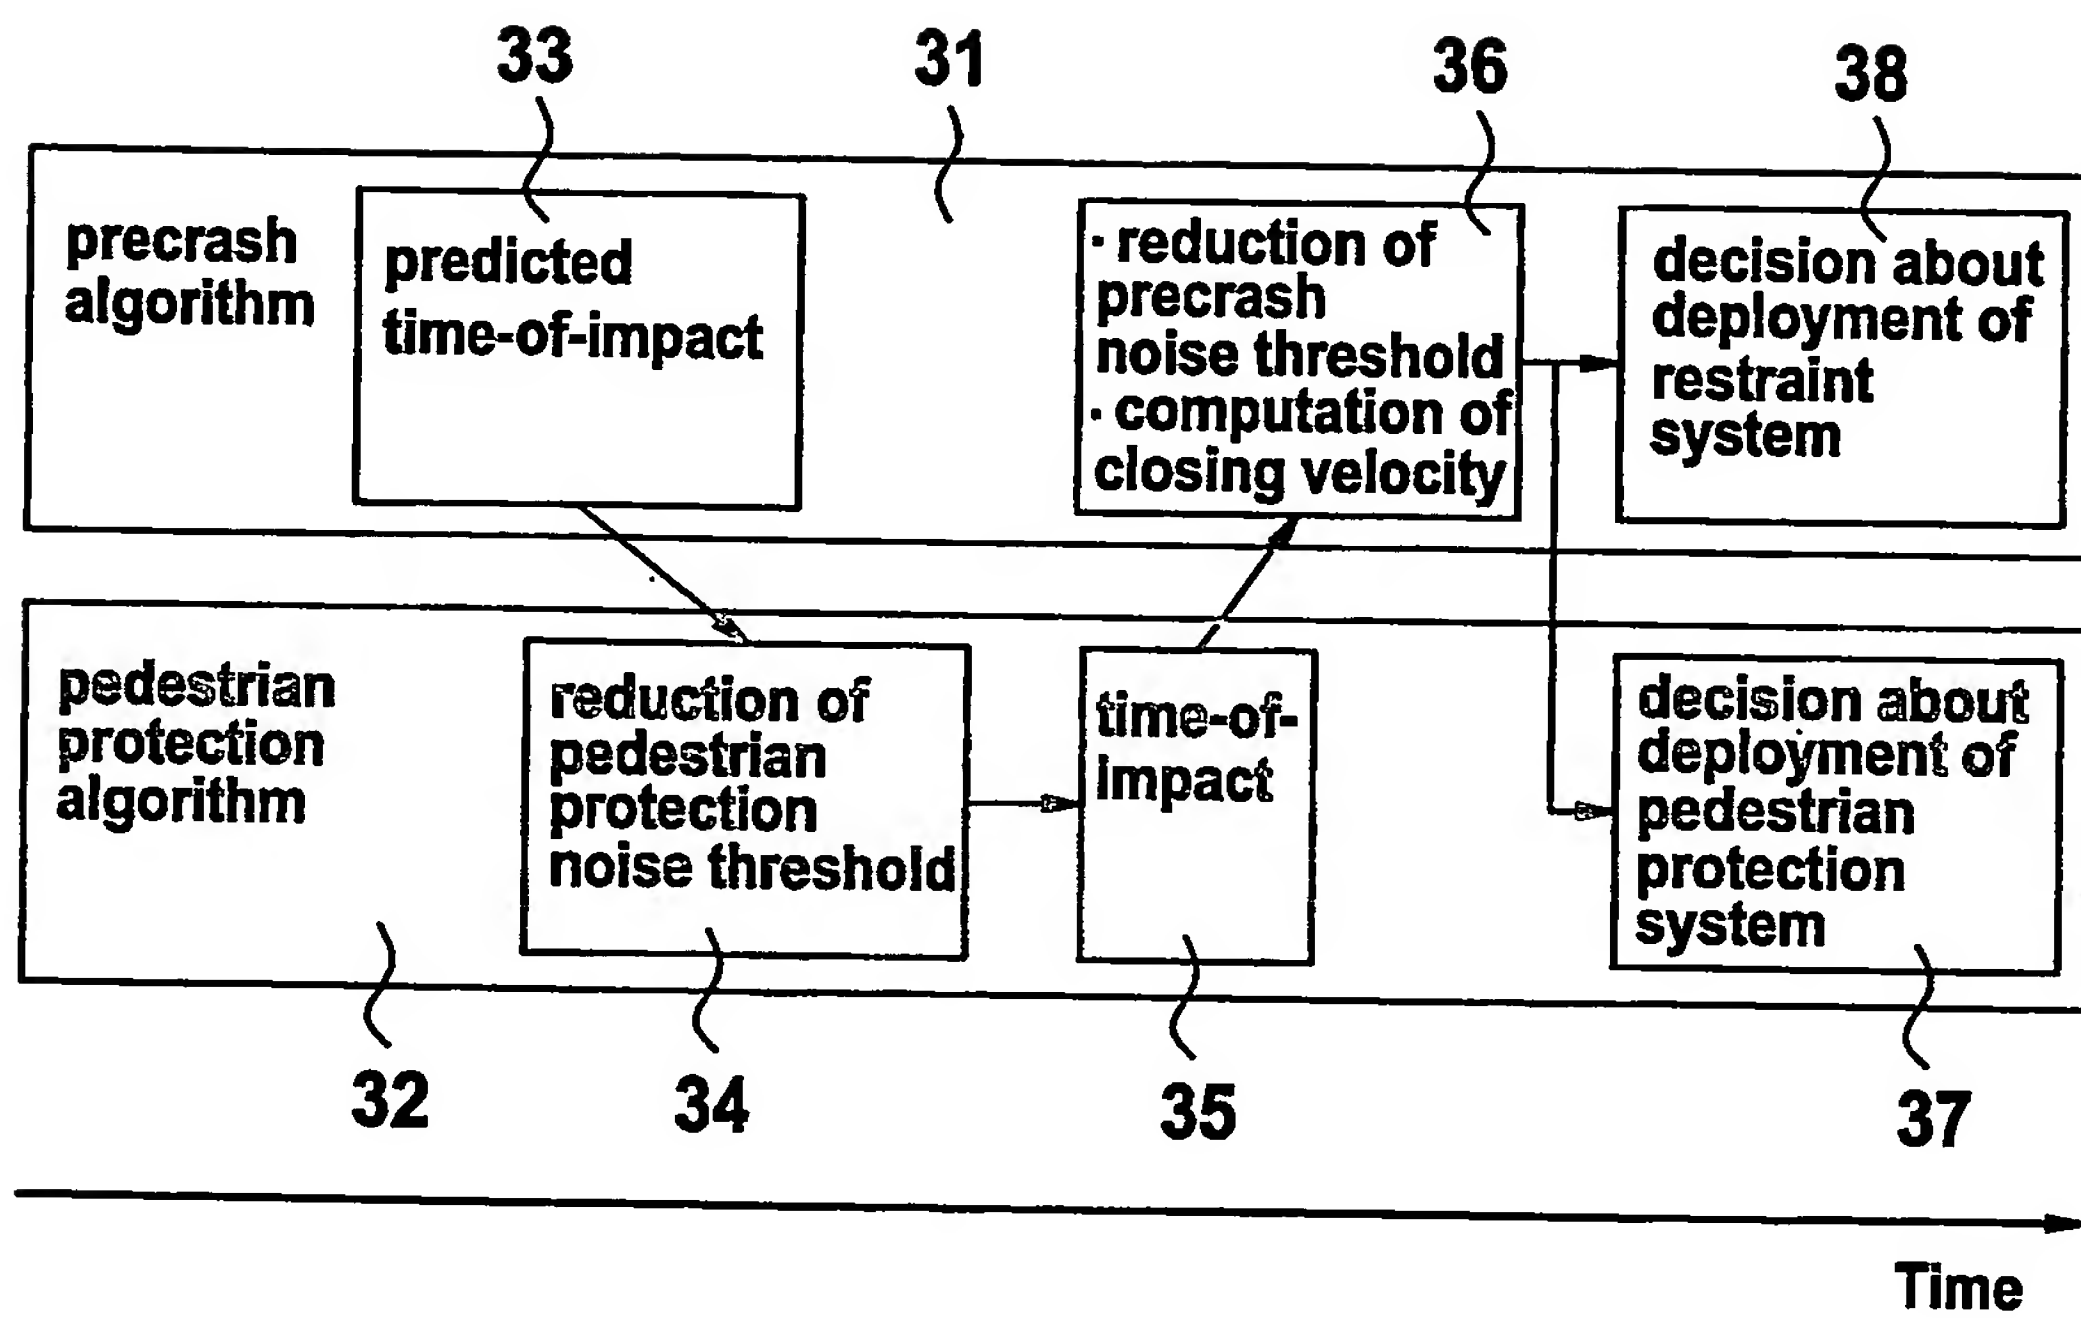 33
31
36
38
precrash
algorithm
predicted
time-of-impact
· reduction of
precrash
noise threshold
· computation of
closing velocity
decision about
deployment of
restraint
system
pedestrian
protection
algorithm
reduction of
pedestrian
protection
noise threshold
time-of-
impact
decision about
deployment of
pedestrian
protection
system
32
34
35
37
Time